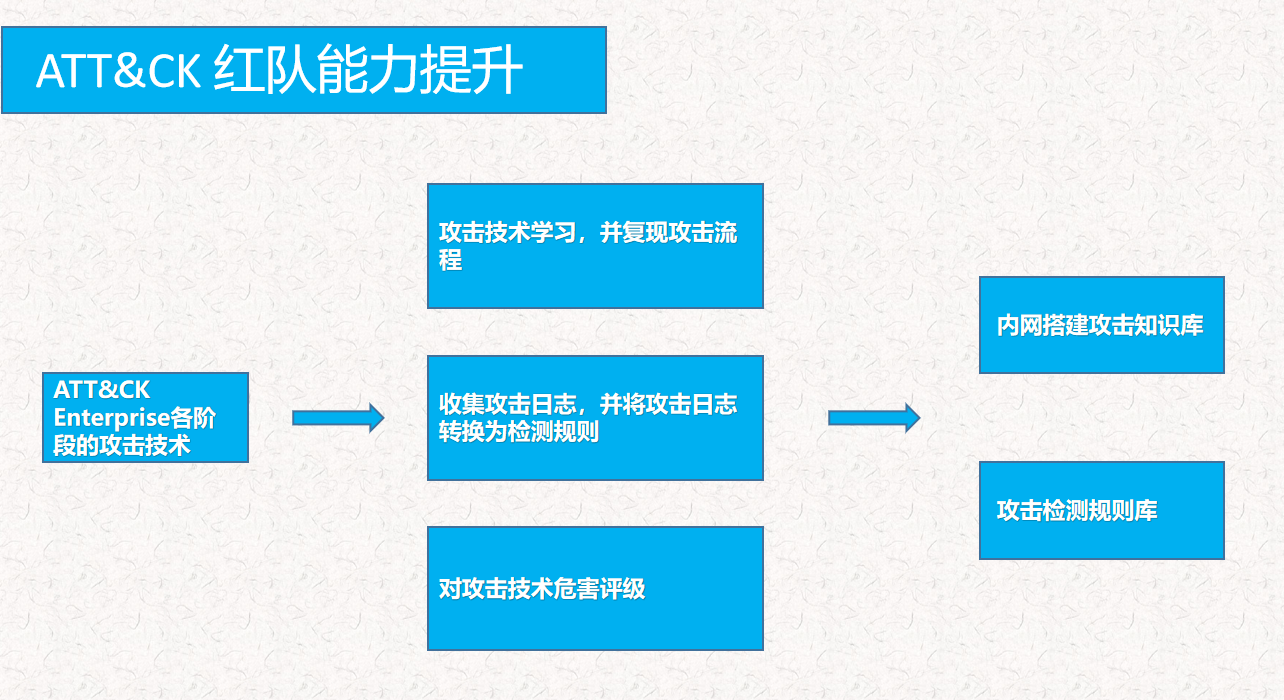 ATT&CK 红队能力提升
攻击技术学习，并复现攻击流
程
ATT&CK
Enterprise各阶
段的攻击技术
收集攻击日志，并将攻击日志
转换为检测规则
对攻击技术危害评级
内网搭建攻击知识库
攻击检测规则库